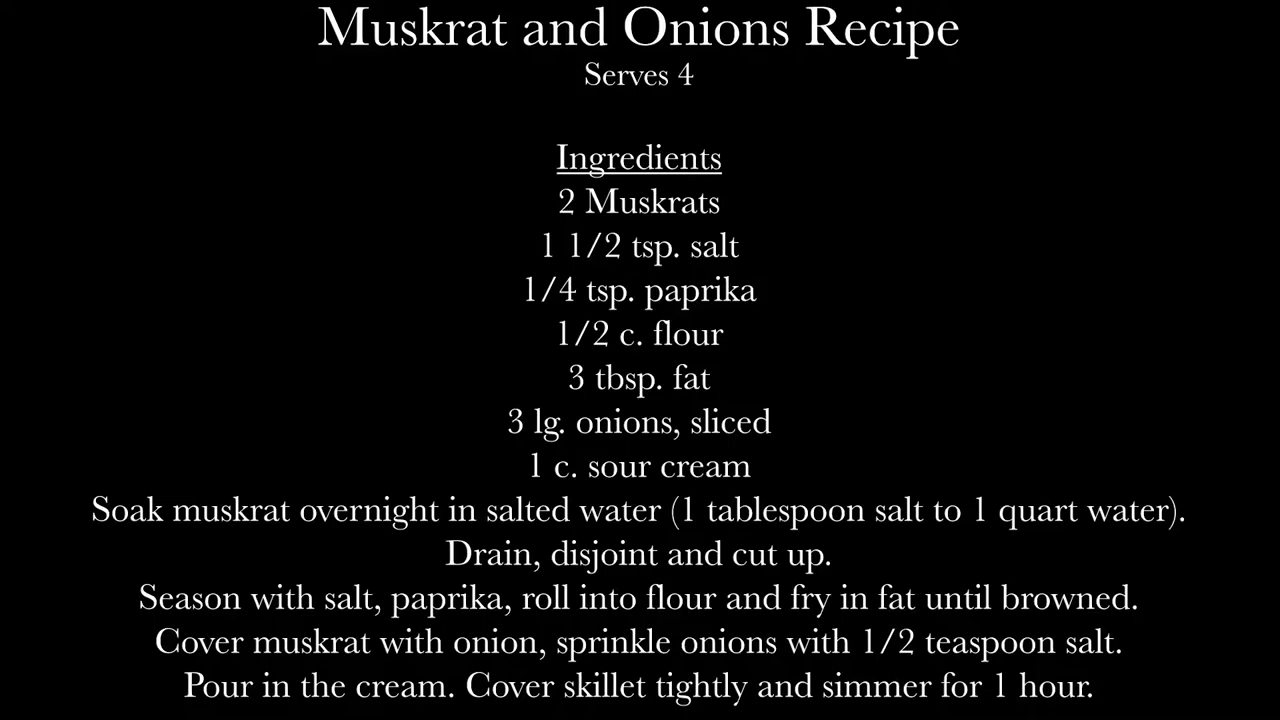 Muskrat and Onions Recipe
Serves 4
Ingredients
2 Muskrats
1 1/2 tsp. salt
1/4 tsp. paprika
1/2 c. flour
3 tbsp. fat
3 lg. onions, sliced
1 c. sour cream
Soak muskrat overnight in salted water (1 tablespoon salt to 1 quart water).
Drain, disjoint and cut up.
Season with salt, paprika, roll into flour and fry in fat until browned.
Cover muskrat with onion, sprinkle onions with 1/2 teaspoon salt.
Pour in the cream. Cover skillet tightly and simmer for 1 hour.